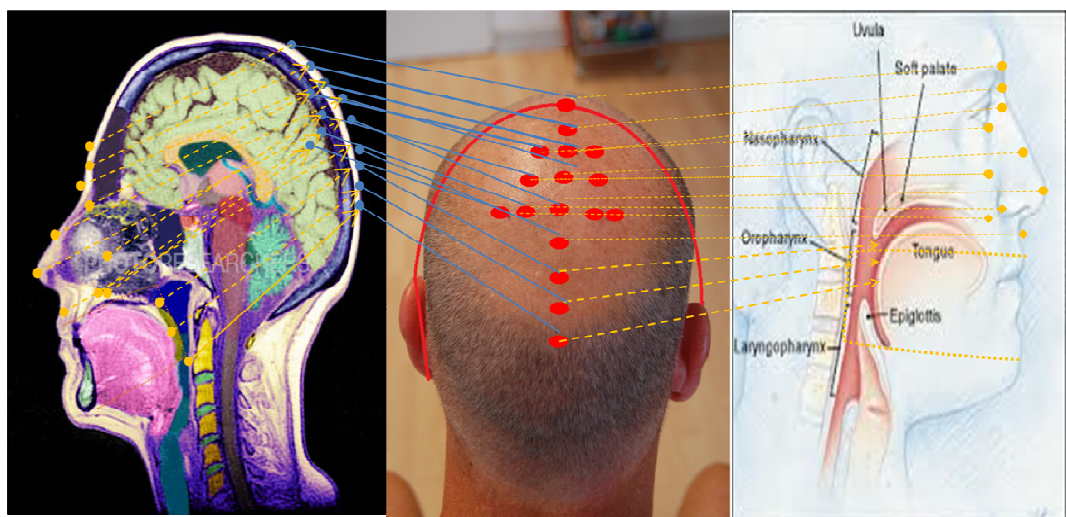 Uvula
Soft palate
Nasopharynx
Oropharynx
Tongue
Epiglottis
Laryngopharynx